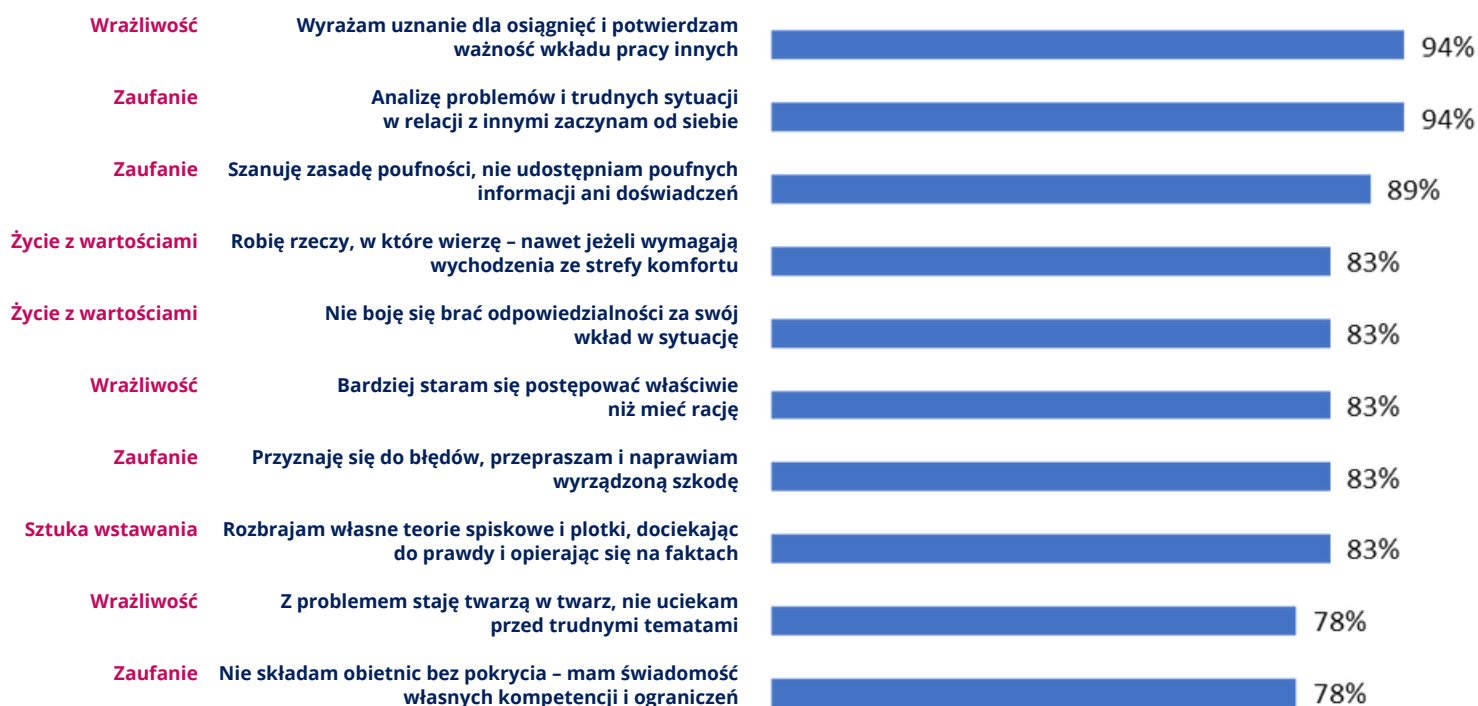 Wrażliwość
Wyrażam uznanie dla osiągnięć i potwierdzam
ważność wkładu pracy innych
94%
Zaufanie
Analizę problemów i trudnych sytuacji
w relacji z innymi zaczynam od siebie
94%
Zaufanie
Szanuję zasadę poufności, nie udostępniam poufnych
informacji ani doświadczeń
89%
Życie z wartościami
Robię rzeczy, w które wierzę – nawet jeżeli wymagają
wychodzenia ze strefy komfortu
83%
Życie z wartościami
Nie boję się brać odpowiedzialności za swój
wkład w sytuację
83%
Wrażliwość
Bardziej staram się postępować właściwie
niż mieć rację
83%
Zaufanie
Przyznaję się do błędów, przepraszam i naprawiam
wyrządzoną szkodę
83%
Sztuka wstawania
Rozbrajam własne teorie spiskowe i plotki, dociekając
do prawdy i opierając się na faktach
83%
Wrażliwość
Z problemem staję twarzą w twarz, nie uciekam
przed trudnymi tematami
78%
Zaufanie
Nie składam obietnic bez pokrycia – mam świadomość
własnych kompetencji i ograniczeń
78%